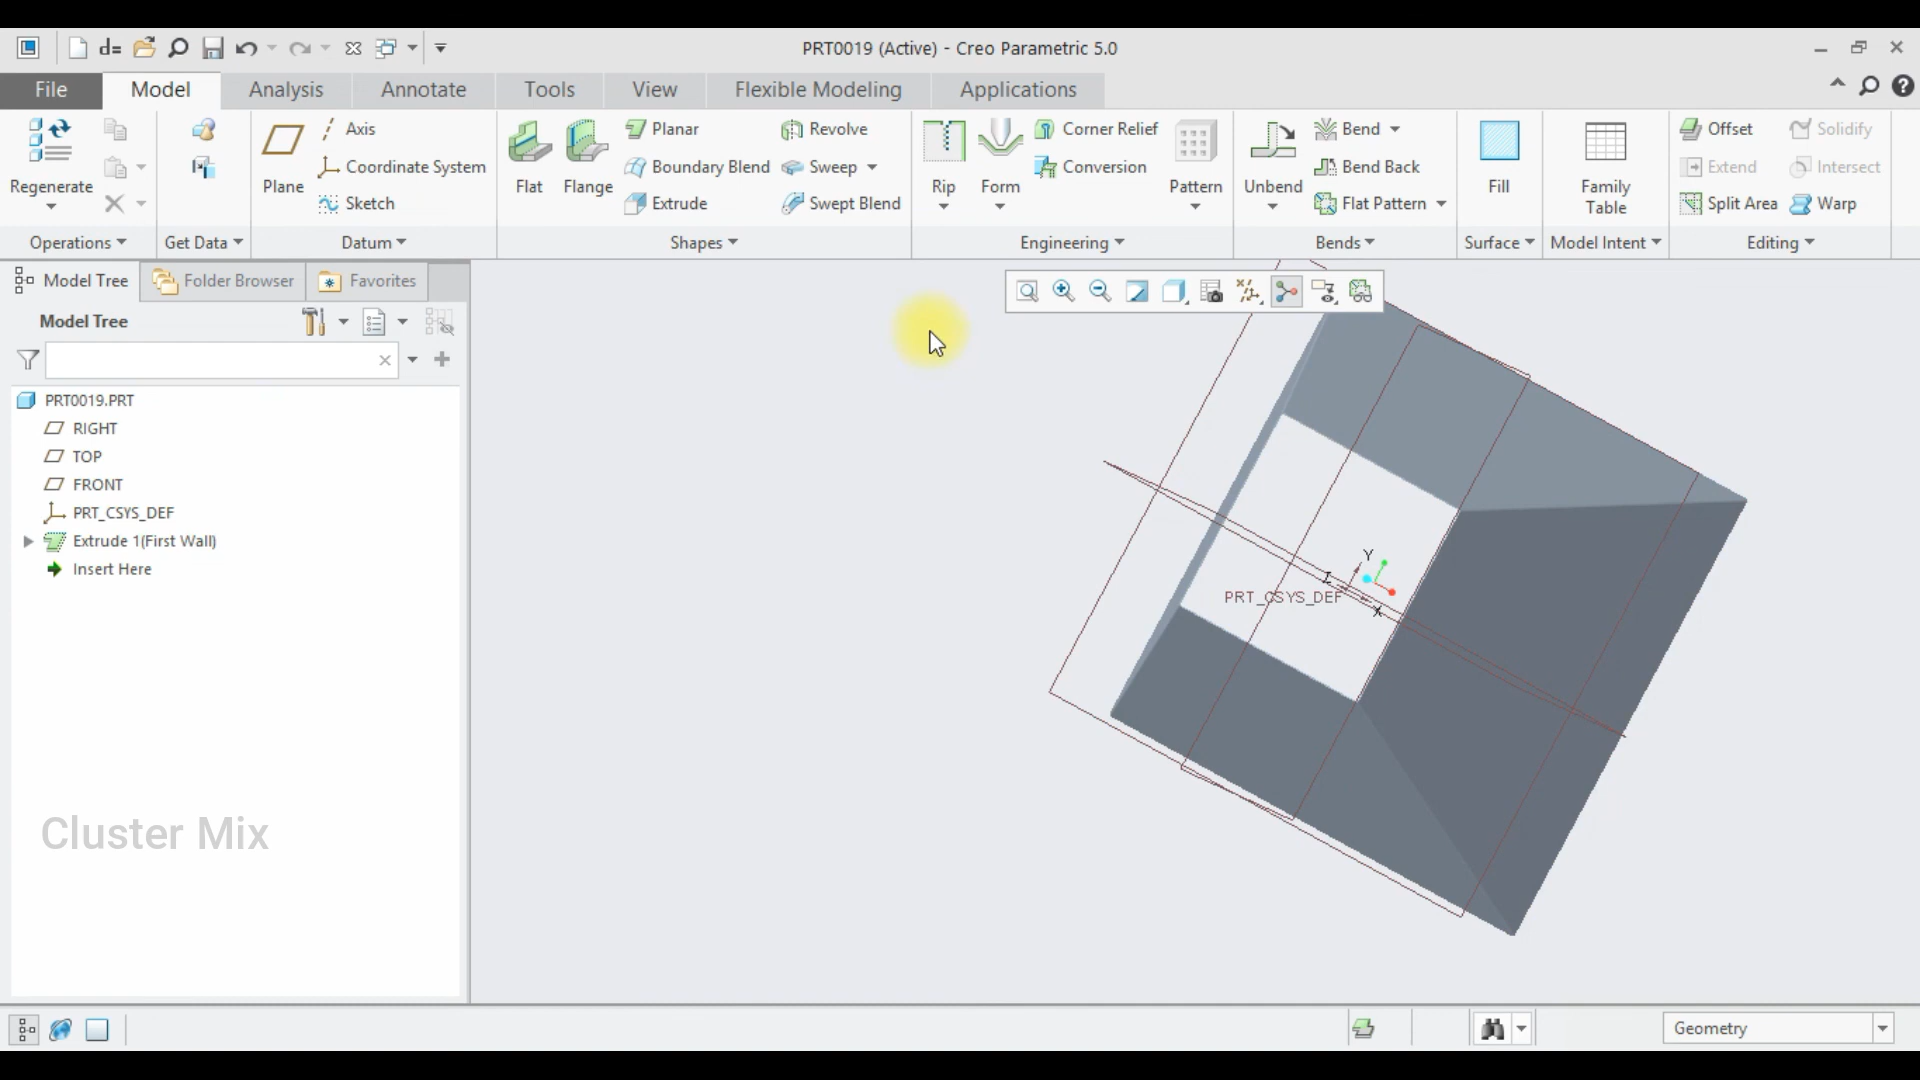 PRT0019 (Active) - Creo Parametric 5.0
File Model Analysis Annotate Tools View Flexible Modeling Applications
Regenerate
Operations
Get Data
Plane
Axis
Coordinate System
Sketch
Datum
Flat
Flange
Planar
Boundary Blend
Extrude
Revolve
Sweep
Swept Blend
Shapes
Rip
Form
Corner Relief
Conversion
Pattern
Engineering
Unbend
Bend
Bend Back
Flat Pattern
Bends
Fill
Surface
Family
Table
Model Intent
Offset
Extend
Split Area
Solidify
Intersect
Warp
Editing
Model Tree Folder Browser Favorites
Model Tree
PRT0019.PRT
RIGHT
TOP
FRONT
PRT_CSYS_DEF
Extrude 1(First Wall)
Insert Here
Cluster Mix
Y
Z
PRT_CSYS_DEF
X
Geometry